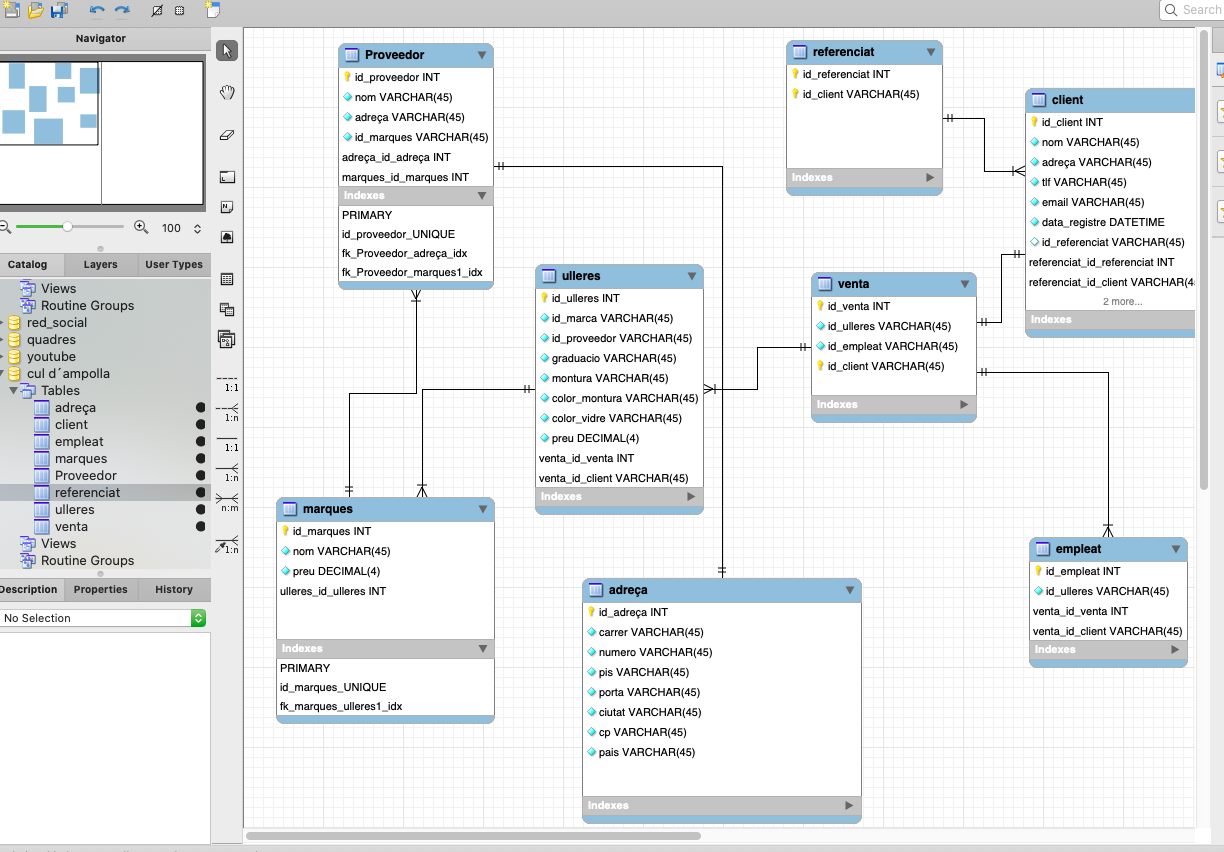 Search
Navigator
100
Catalog
Layers
User Types
Views
Routine Groups
red_social
quadres
youtube
cul d´ampolla
Tables
adreça
client
empleat
marques
Proveedor
referenciat
ulleres
venta
Views
Routine Groups
Description
Properties
History
No Selection
1:1
1:n
1:1
1:n
n:m
1:n
Proveedor
id_proveedor INT
nom VARCHAR(45)
adreça VARCHAR(45)
id_marques VARCHAR(45)
adreça_id_adreça INT
marques_id_marques INT
Indexes
PRIMARY
id_proveedor_UNIQUE
fk_Proveedor_adreça_idx
fk_Proveedor_marques1_idx
referenciat
id_referenciat INT
id_client VARCHAR(45)
Indexes
client
id_client INT
nom VARCHAR(45)
adreça VARCHAR(45)
tlf VARCHAR(45)
email VARCHAR(45)
data_registre DATETIME
id_referenciat VARCHAR(45)
referenciat_id_referenciat INT
referenciat_id_client VARCHAR(4
2 more...
Indexes
ulleres
id_ulleres INT
id_marca VARCHAR(45)
id_proveedor VARCHAR(45)
graduacio VARCHAR(45)
montura VARCHAR(45)
color_montura VARCHAR(45)
color_vidre VARCHAR(45)
preu DECIMAL(4)
venta_id_venta INT
venta_id_client VARCHAR(45)
Indexes
venta
id_venta INT
id_ulleres VARCHAR(45)
id_empleat VARCHAR(45)
id_client VARCHAR(45)
Indexes
marques
id_marques INT
nom VARCHAR(45)
preu DECIMAL(4)
ulleres_id_ulleres INT
Indexes
PRIMARY
id_marques_UNIQUE
fk_marques_ulleres1_idx
adreça
id_adreça INT
carrer VARCHAR(45)
numero VARCHAR(45)
pis VARCHAR(45)
porta VARCHAR(45)
ciutat VARCHAR(45)
cp VARCHAR(45)
pais VARCHAR(45)
Indexes
empleat
id_empleat INT
id_ulleres VARCHAR(45)
venta_id_venta INT
venta_id_client VARCHAR(45)
Indexes